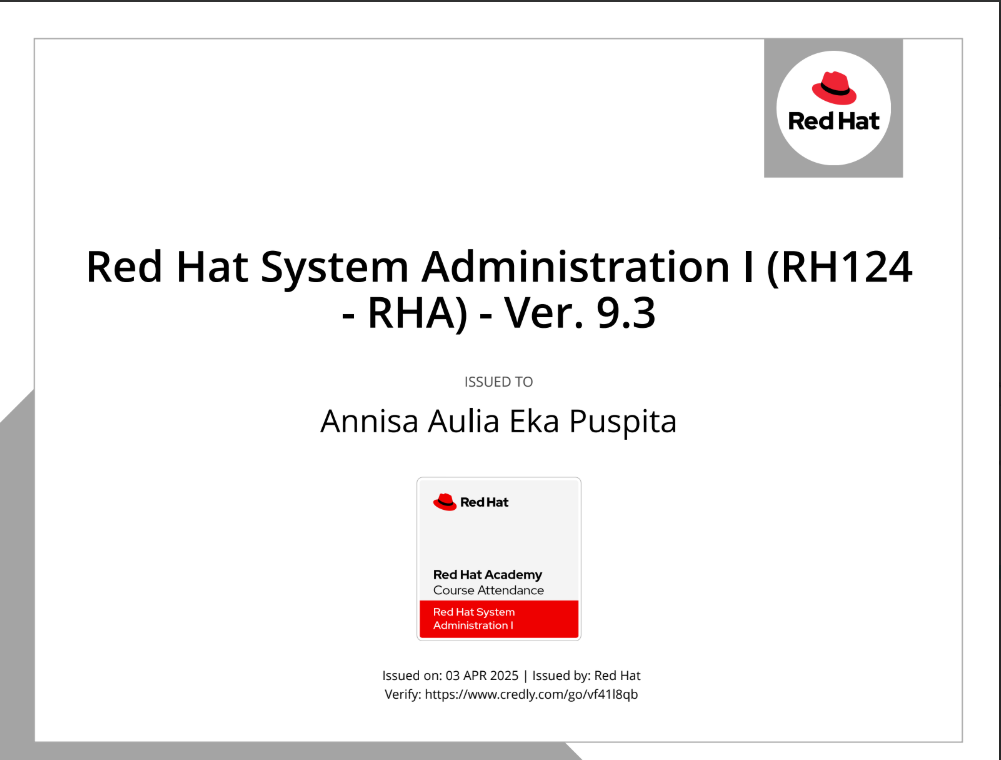 Red Hat
Red Hat System Administration I (RH124
- RHA) - Ver. 9.3
ISSUED TO
Annisa Aulia Eka Puspita
Red Hat
Red Hat Academy
Course Attendance
Red Hat System
Administration I
Issued on: 03 APR 2025 | Issued by: Red Hat
Verify: https://www.credly.com/go/vf41l8qb